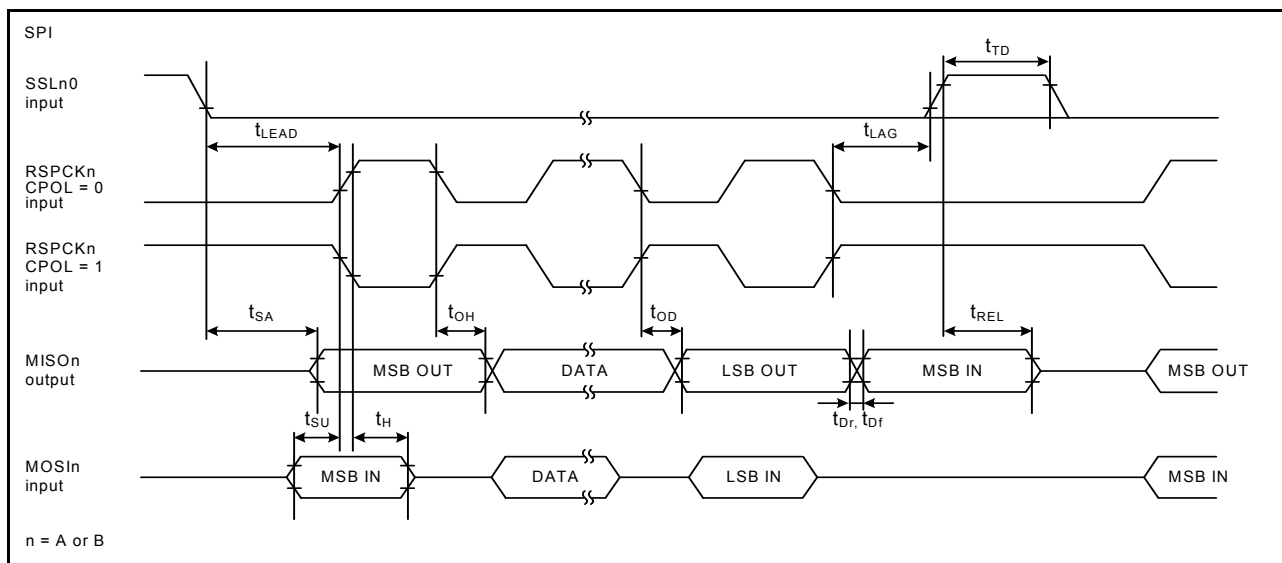 SPI
tTD
SSLn0
input
tLEAD
tLAG
RSPCKn
CPOL = 0
input
RSPCKn
CPOL = 1
input
tSA
tOH
tOD
tREL
MISOn
output
MSB OUT
DATA
LSB OUT
MSB IN
MSB OUT
tSU
tH
tDr, tDf
MOSIn
input
MSB IN
DATA
LSB IN
MSB IN
n = A or B